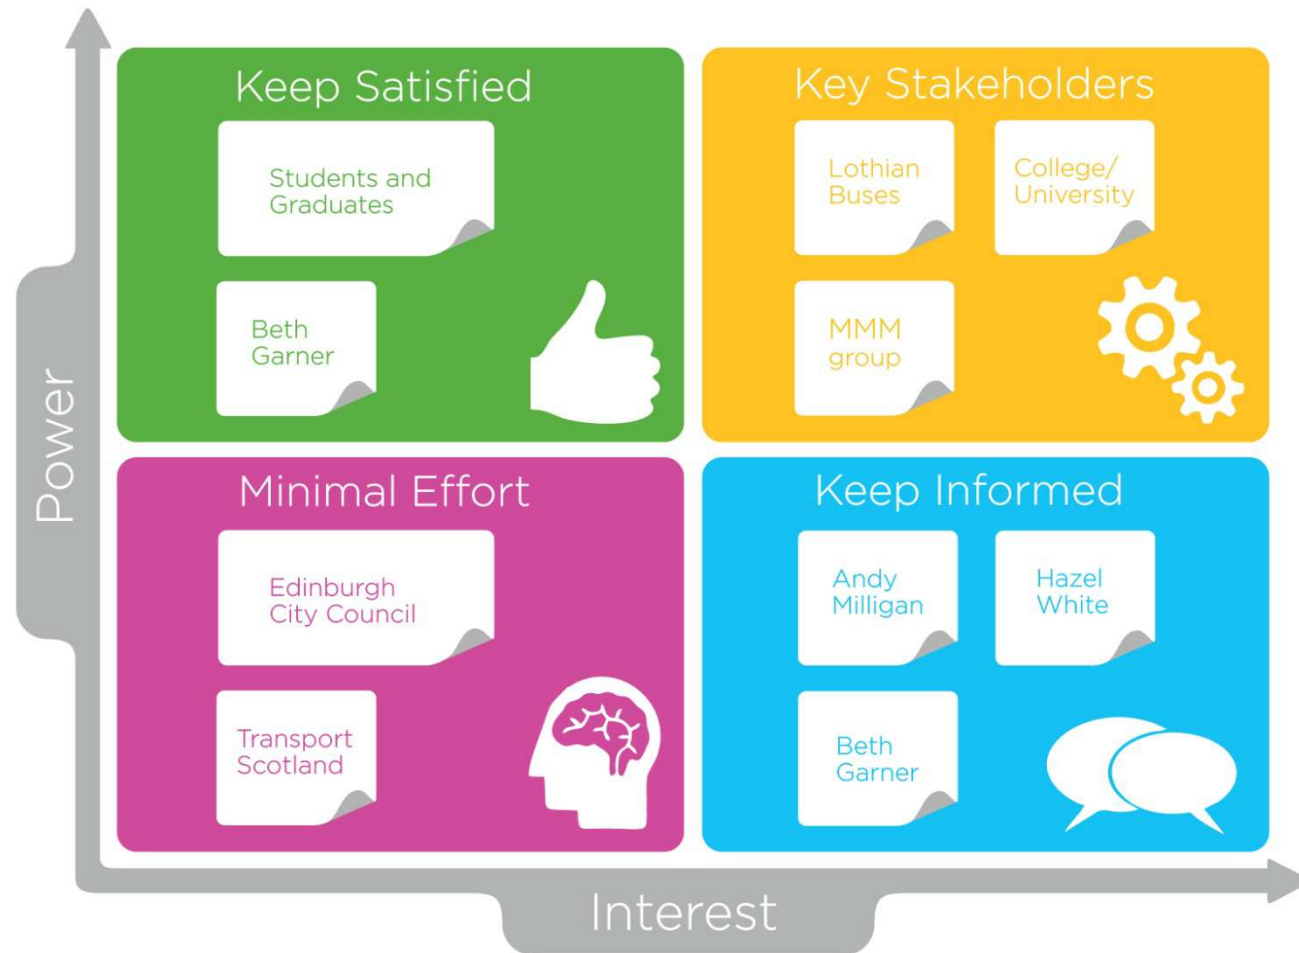 Keep Satisfied
Students and
Graduates
Beth
Garner
Key Stakeholders
Lothian
Buses
College/
University
MMM
group
Power
Minimal Effort
Edinburgh
City Council
Transport
Scotland
Keep Informed
Andy
Milligan
Hazel
White
Beth
Garner
Interest